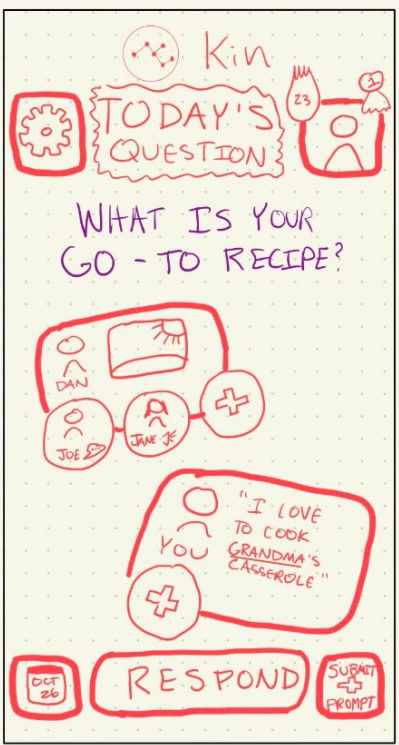 Kin
TODAY'S
QUESTION
23
1
WHAT IS YOUR
GO-TO RECIPE?
DAN
JOE
JANE
YOU
"I LOVE
TO COOK
GRANDMA'S
CASSEROLE"
OCT
26
RESPOND
SUBMIT
PROMPT